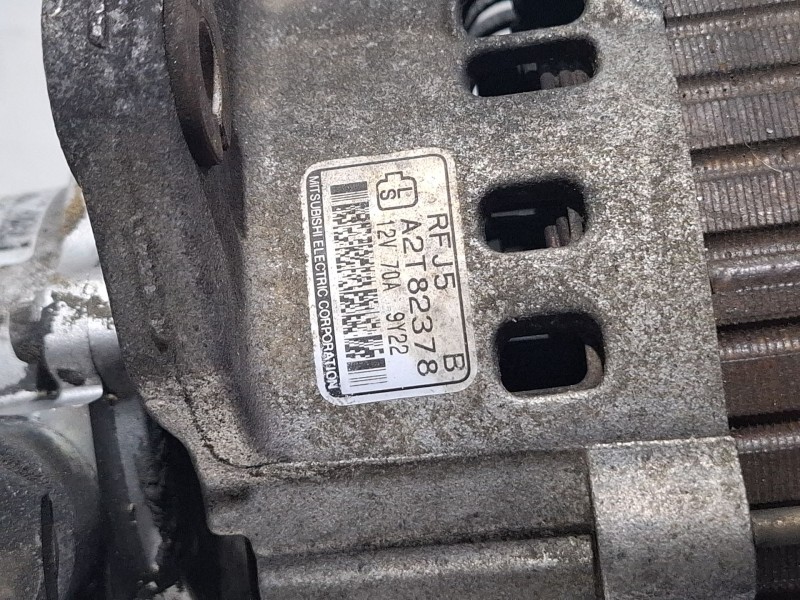 RFJ5 B
A2T82378
12V 70A 9Y22
L
S
MITSUBISHI ELECTRIC CORPORATION